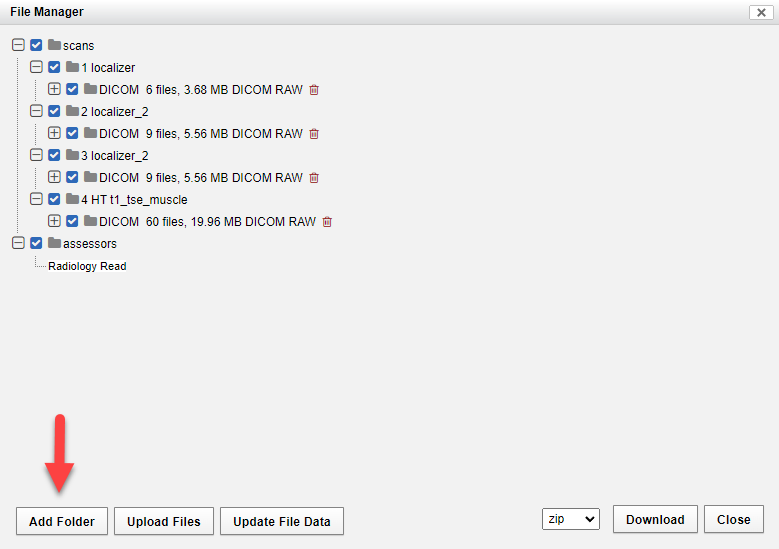 File Manager
scans
1 localizer
DICOM 6 files, 3.68 MB DICOM RAW
2 localizer_2
DICOM 9 files, 5.56 MB DICOM RAW
3 localizer_2
DICOM 9 files, 5.56 MB DICOM RAW
4 HT t1_tse_muscle
DICOM 60 files, 19.96 MB DICOM RAW
assessors
Radiology Read
Add Folder Upload Files Update File Data zip Download Close